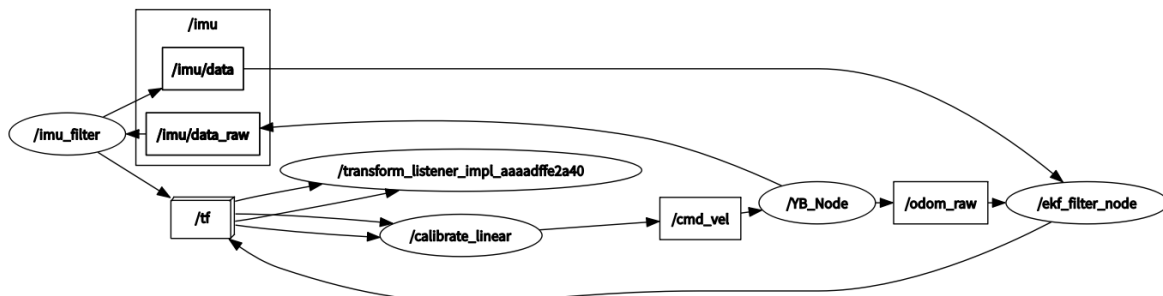 /imu
/imu/data
/imu_filter
/imu/data_raw
/transform_listener_impl_aaaadffe2a40
/tf
/calibrate_linear
/cmd_vel
/YB_Node
/odom_raw
/ekf_filter_node